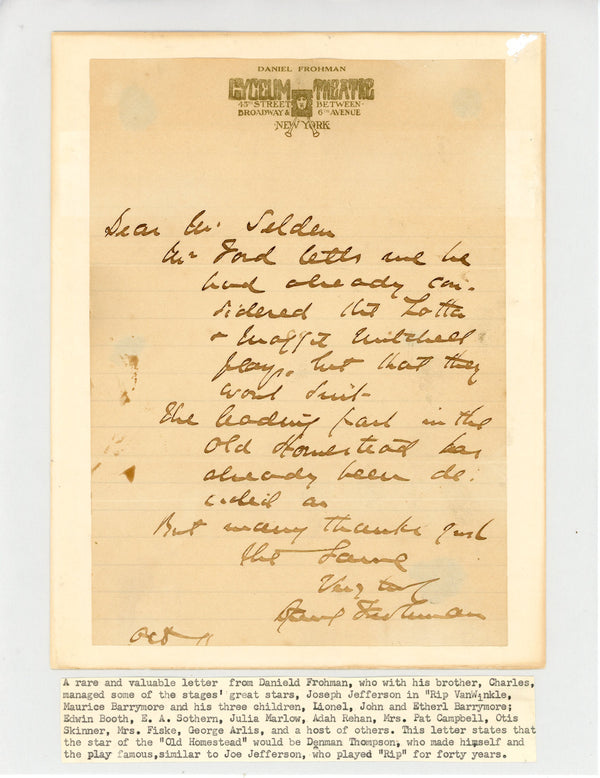 DANIEL FROHMAN
LYCEUM THEATRE
45TH STREET BETWEEN
BROADWAY & 6TH AVENUE
NEW YORK
Dear Mr. Selden
Mr Ford tells me he
had already con-
sidered the Lotta
& Maggie Mitchell
plays, but that they
wont suit-
The leading part in the
Old Homestead has
already been de-
cided on
But many thanks just
the same
Very truly
Daniel Frohman
Oct 11
A rare and valuable letter from Danield Frohman, who with his brother, Charles,
managed some of the stages' great stars, Joseph Jefferson in "Rip VanWinkle,
Maurice Barrymore and his three children, Lionel, John and Etherl Barrymore;
Edwin Booth, E. A. Sothern, Julia Marlow, Adah Rehan, Mrs. Pat Campbell, Otis
Skinner, Mrs. Fiske, George Arlis, and a host of others. This letter states that
the star of the "Old Homestead" would be Denman Thompson, who made himself and
the play famous,similar to Joe Jefferson, who played "Rip" for forty years.